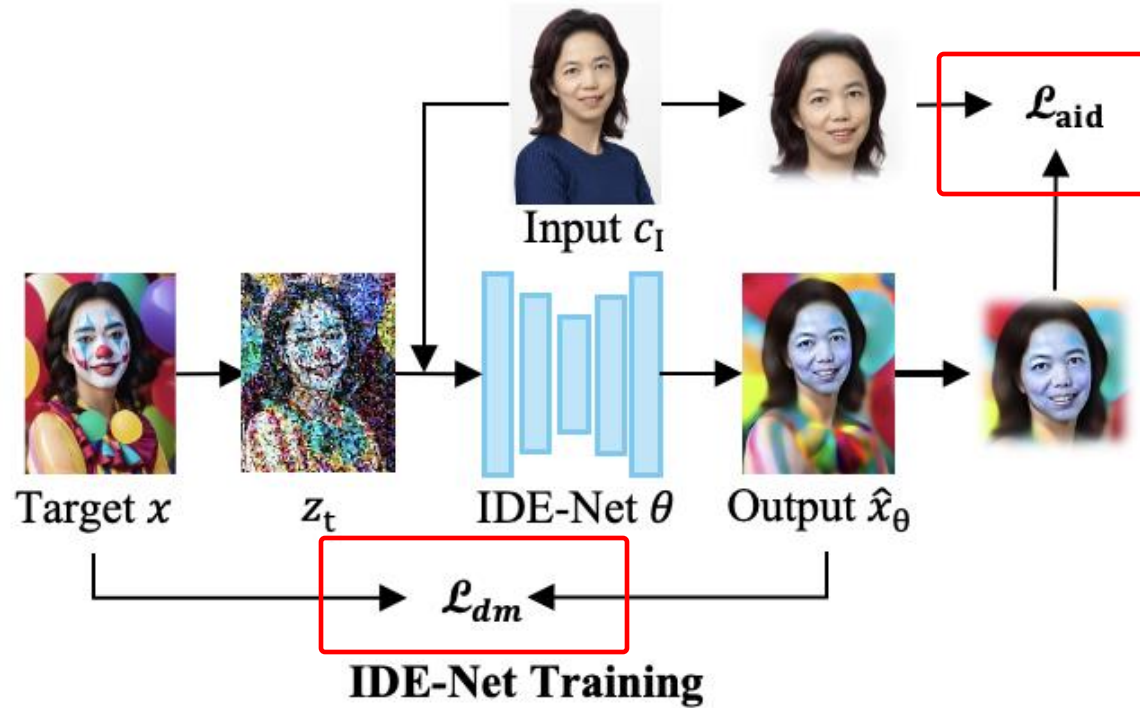 ℒaid
Input cI
Target x
zt
IDE-Net θ
Output x̂θ
ℒdm
IDE-Net Training